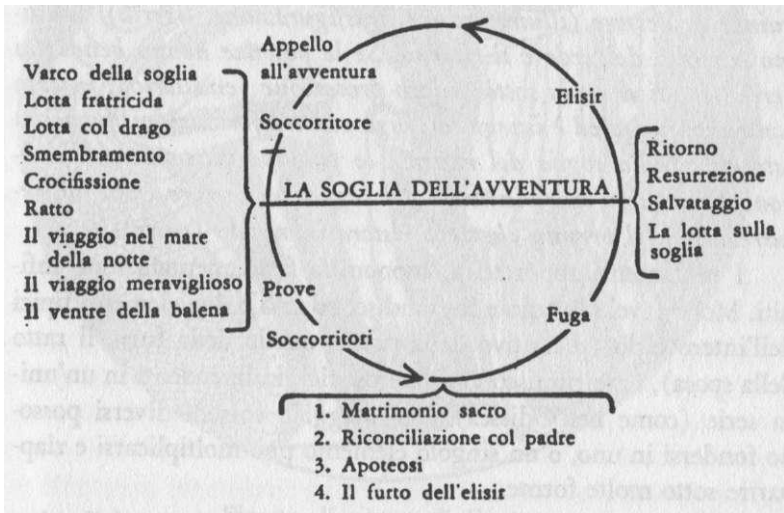 Appello
all'avventura
Varco della soglia
Lotta fratricida
Lotta col drago
Smembramento
Crocifissione
Ratto
Il viaggio nel mare
della notte
Il viaggio meraviglioso
Il ventre della balena
Soccorritore
Elisir
LA SOGLIA DELL'AVVENTURA
Ritorno
Resurrezione
Salvataggio
La lotta sulla
soglia
Prove
Soccorritori
Fuga
1. Matrimonio sacro
2. Riconciliazione col padre
3. Apoteosi
4. Il furto dell'elisir